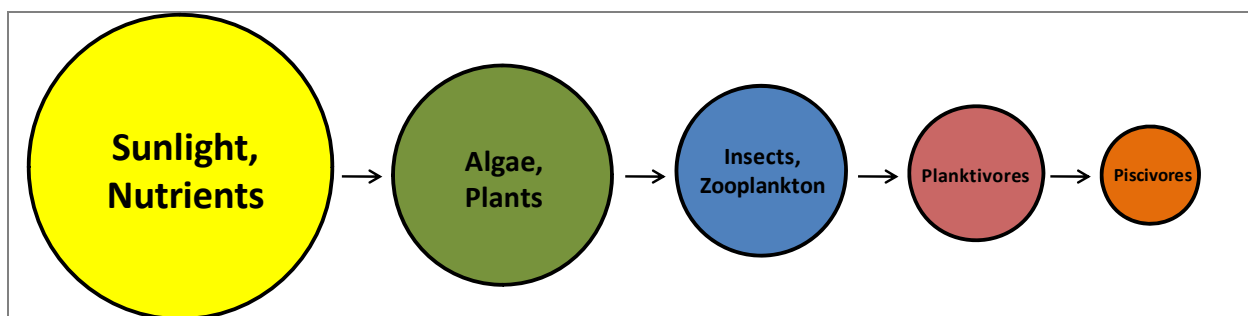 Sunlight,
Nutrients
Algae,
Plants
Insects,
Zooplankton
Planktivores
Piscivores